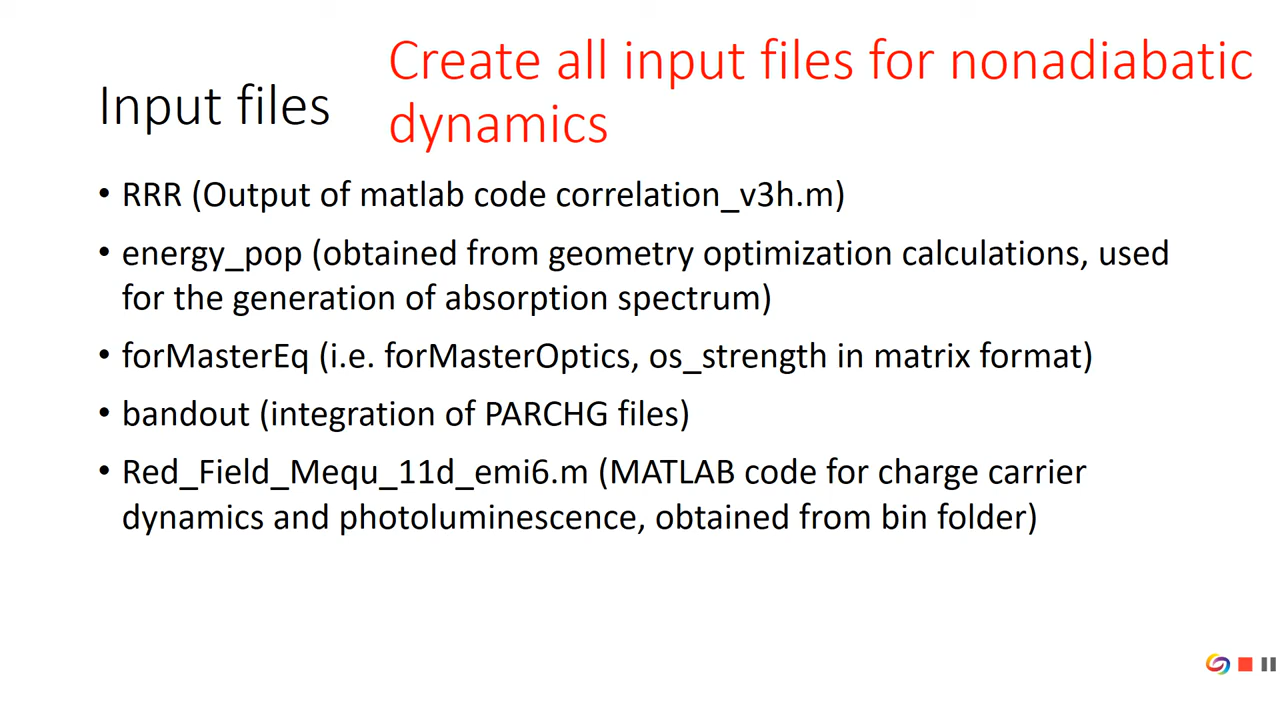 Create all input files for nonadiabatic
dynamics
Input files
• RRR (Output of matlab code correlation_v3h.m)
• energy_pop (obtained from geometry optimization calculations, used
for the generation of absorption spectrum)
• forMasterEq (i.e. forMasterOptics, os_strength in matrix format)
• bandout (integration of PARCHG files)
• Red_Field_Mequ_11d_emi6.m (MATLAB code for charge carrier
dynamics and photoluminescence, obtained from bin folder)